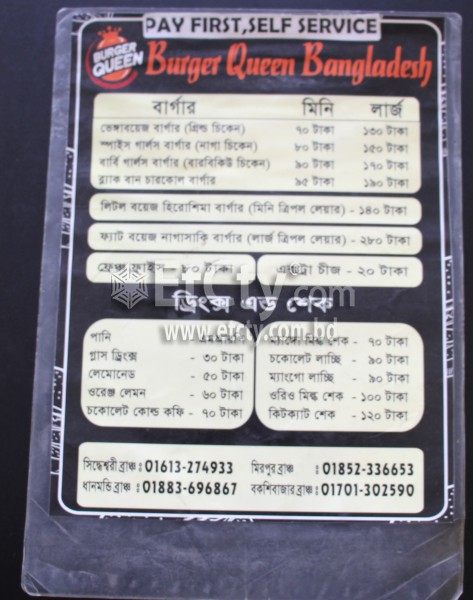 PAY FIRST,SELF SERVICE
BURGER QUEEN
Burger Queen Bangladesh
বার্গার মিনি লার্জ
ভেঙ্গাবয়েজ বার্গার (গ্রিল্ড চিকেন) ৭০ টাকা ১৩০ টাকা
স্পাইস গার্লস বার্গার (নাগা চিকেন) ৮০ টাকা ১৫০ টাকা
বার্বি গার্লস বার্গার (বারবিকিউ চিকেন) ৯০ টাকা ১৭০ টাকা
ব্ল্যাক বান চারকোল বার্গার ৯৫ টাকা ১৯০ টাকা
লিটল বয়েজ হিরোশিমা বার্গার (মিনি ট্রিপল লেয়ার) - ১৪০ টাকা
ফ্যাট বয়েজ নাগাসাকি বার্গার (লার্জ ট্রিপল লেয়ার) - ২৮০ টাকা
ফ্রেঞ্চ ফ্রাইস - ৮০ টাকা
এক্সট্রা চীজ - ২০ টাকা
EtCty.com
ড্রিংক্স এন্ড শেক
www.etcty.com.bd
পানি
গ্লাস ড্রিংক্স - ৩০ টাকা
লেমোনেড - ৫০ টাকা
ওরেঞ্জ লেমন - ৬০ টাকা
চকোলেট কোল্ড কফি - ৭০ টাকা
মিল্ক শেক - ৭০ টাকা
চকোলেট লাচ্ছি - ৯০ টাকা
ম্যাংগো লাচ্ছি - ৯০ টাকা
ওরিও মিল্ক শেক - ১০০ টাকা
কিটক্যাট শেক - ১২০ টাকা
সিদ্ধেশ্বরী ব্রাঞ্চ : 01613-274933
ধানমন্ডি ব্রাঞ্চ : 01883-696867
মিরপুর ব্রাঞ্চ : 01852-336653
বকশিবাজার ব্রাঞ্চ : 01701-302590